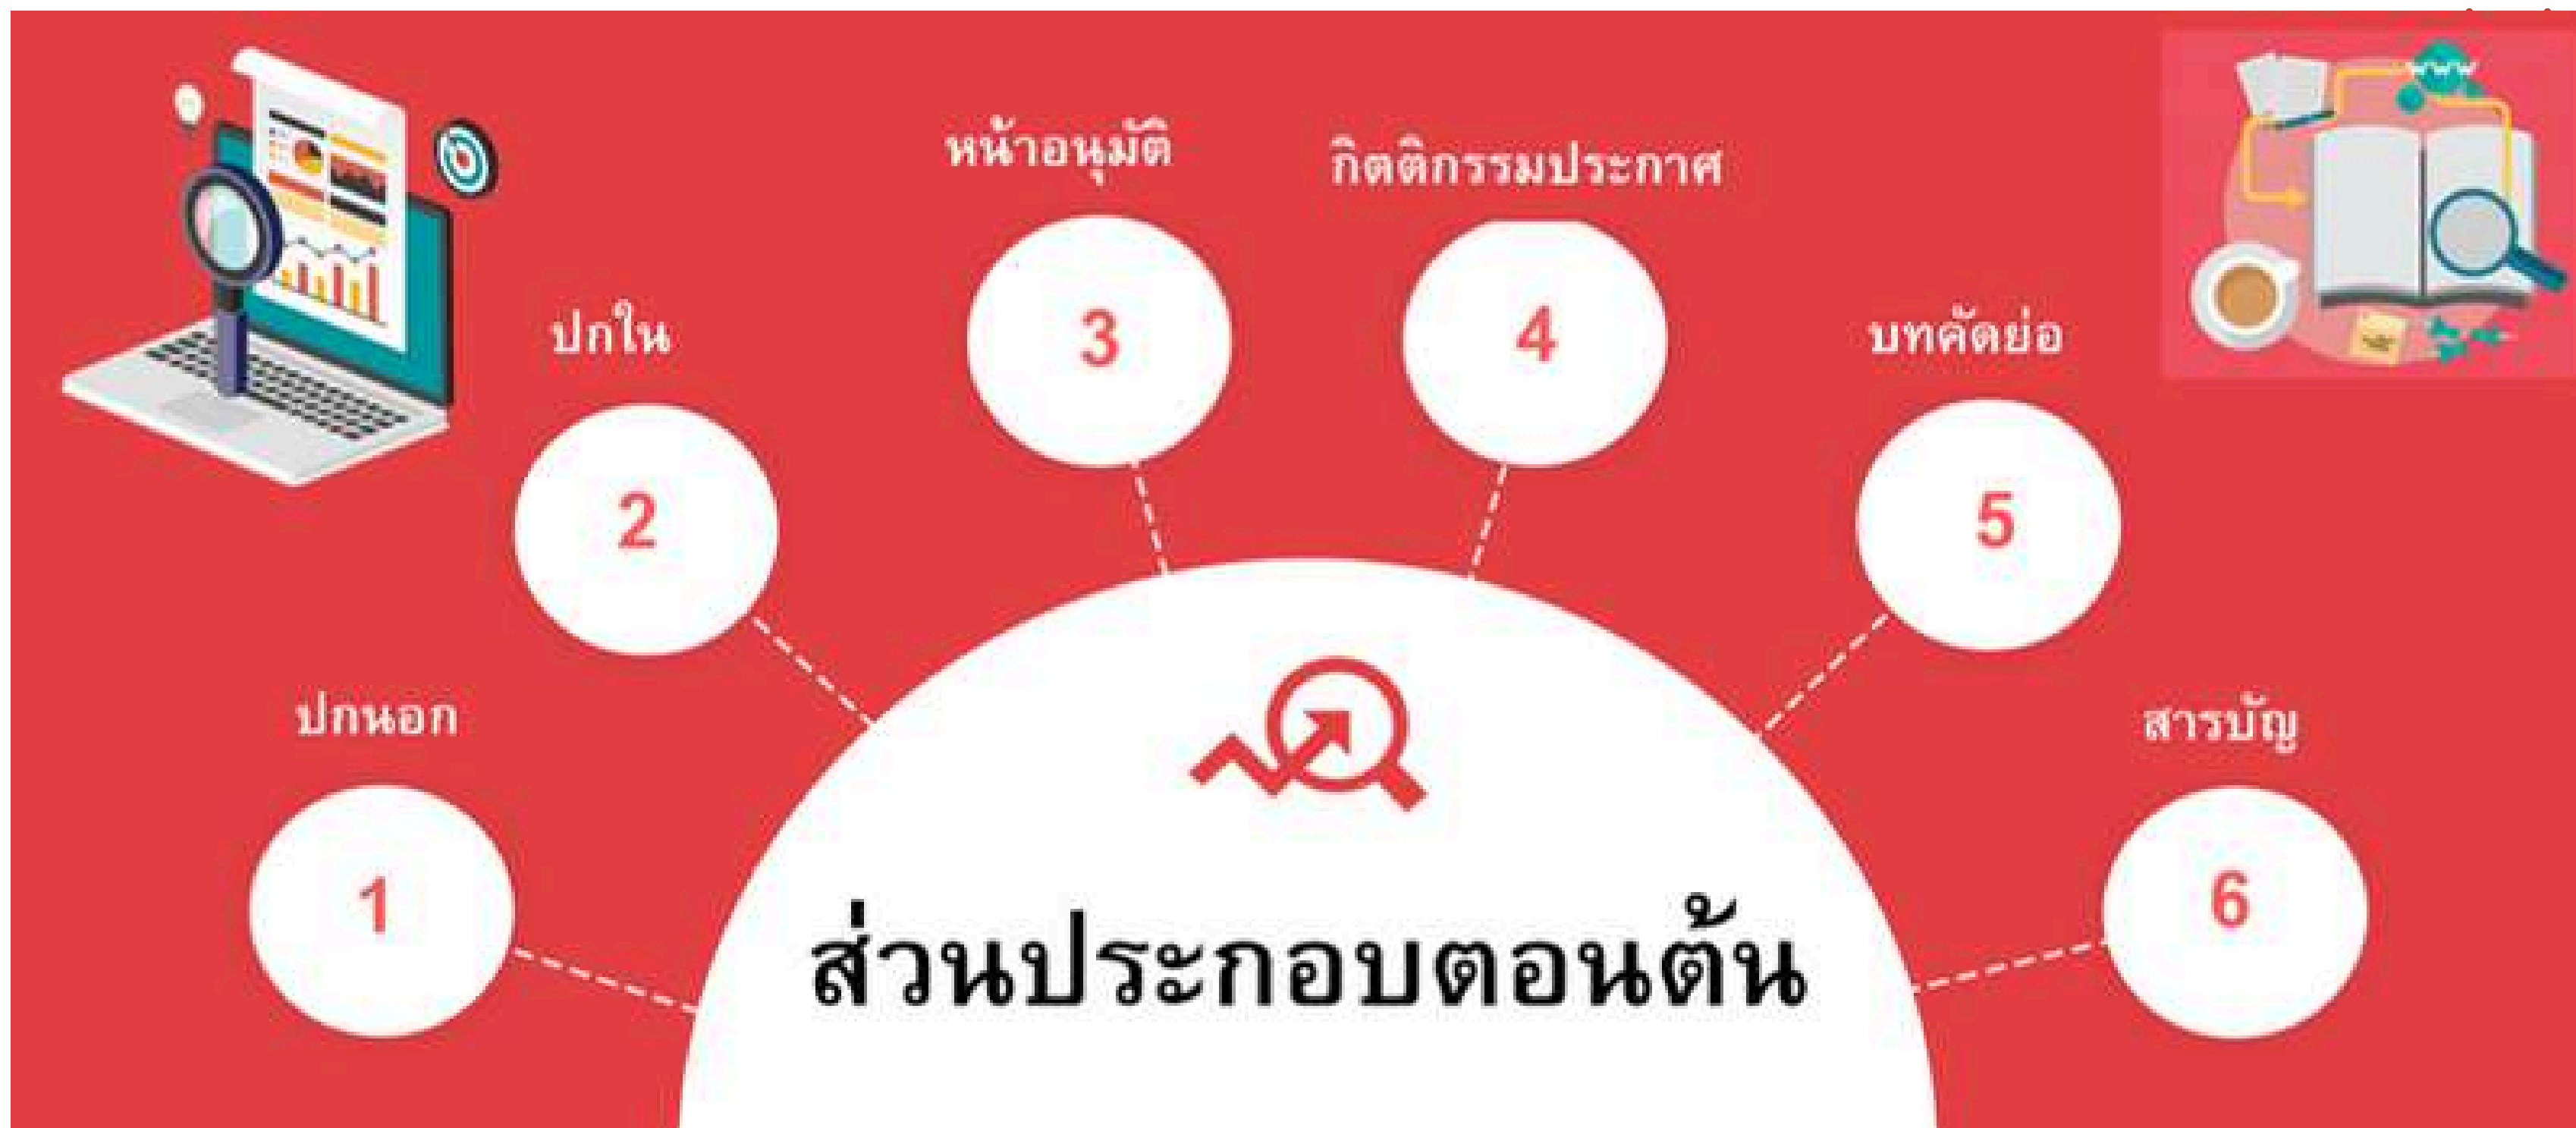 หน้าอนุมัติ
กิตติกรรมประกาศ
ปกใน
บทคัดย่อ
3
4
2
5
ปกนอก
สารบัญ
1
6
ส่วนประกอบตอนต้น
www